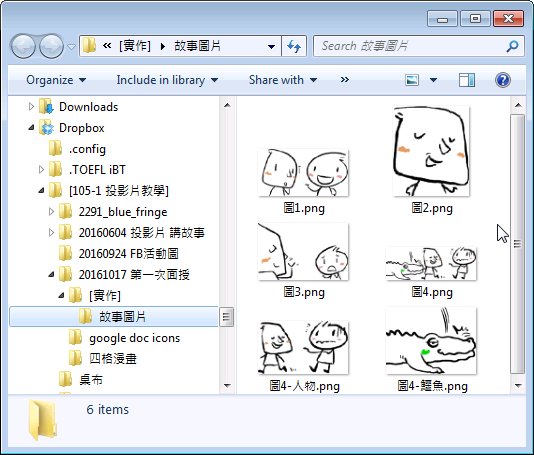 « [實作] 故事圖片
Search 故事圖片
Organize Include in library Share with »
Downloads
Dropbox
.config
.TOEFL iBT
[105-1 投影片教學]
2291_blue_fringe
20160604 投影片 講故事
20160924 FB活動圖
20161017 第一次面授
[實作]
故事圖片
google doc icons
四格漫畫
桌布
圖1.png 圖2.png
圖3.png 圖4.png
圖4-人物.png 圖4-鱷魚.png
6 items